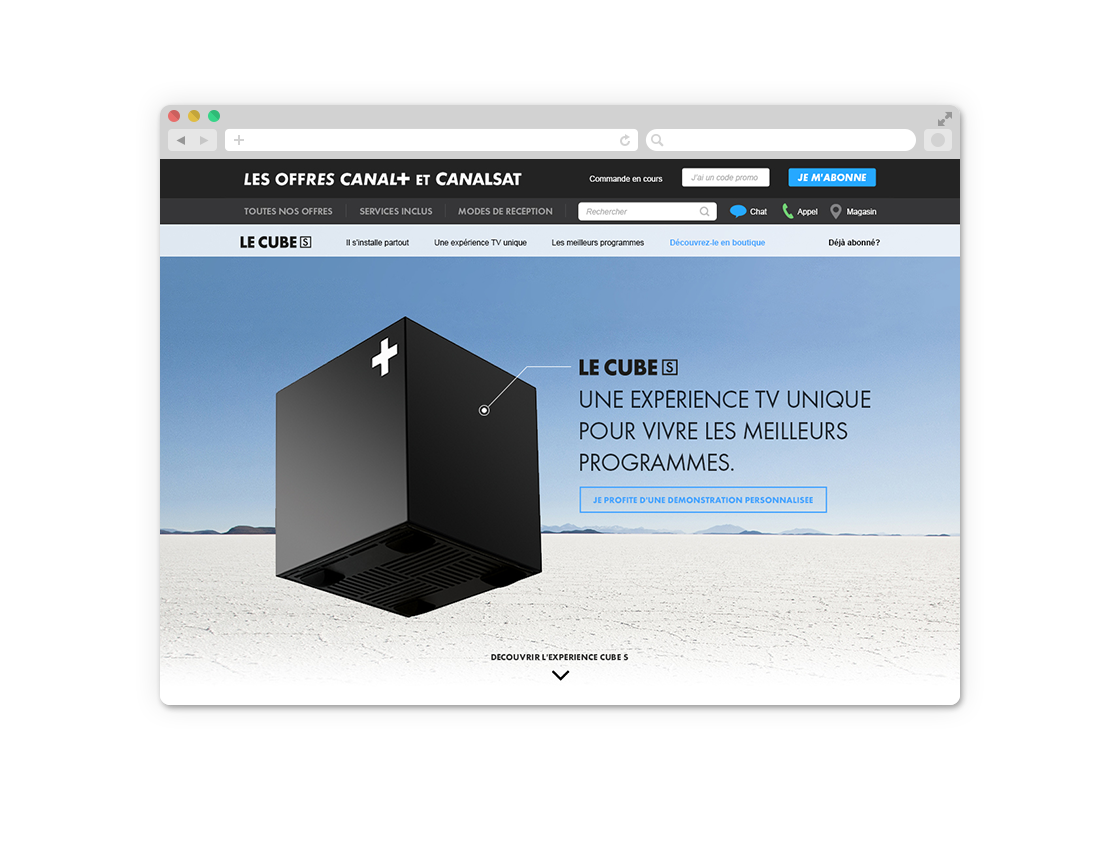 LES OFFRES CANAL+ ET CANALSAT
Commande en cours
J'ai un code promo
JE M'ABONNE
TOUTES NOS OFFRES
SERVICES INCLUS
MODES DE RECEPTION
Rechercher
Chat
Appel
Magasin
LE CUBE S
Il s'installe partout
Une expérience TV unique
Les meilleurs programmes
Découvrez-le en boutique
Déjà abonné?
LE CUBE S
UNE EXPÉRIENCE TV UNIQUE
POUR VIVRE LES MEILLEURS
PROGRAMMES.
JE PROFITE D'UNE DEMONSTRATION PERSONNALISEE
DECOUVRIR L'EXPERIENCE CUBE S